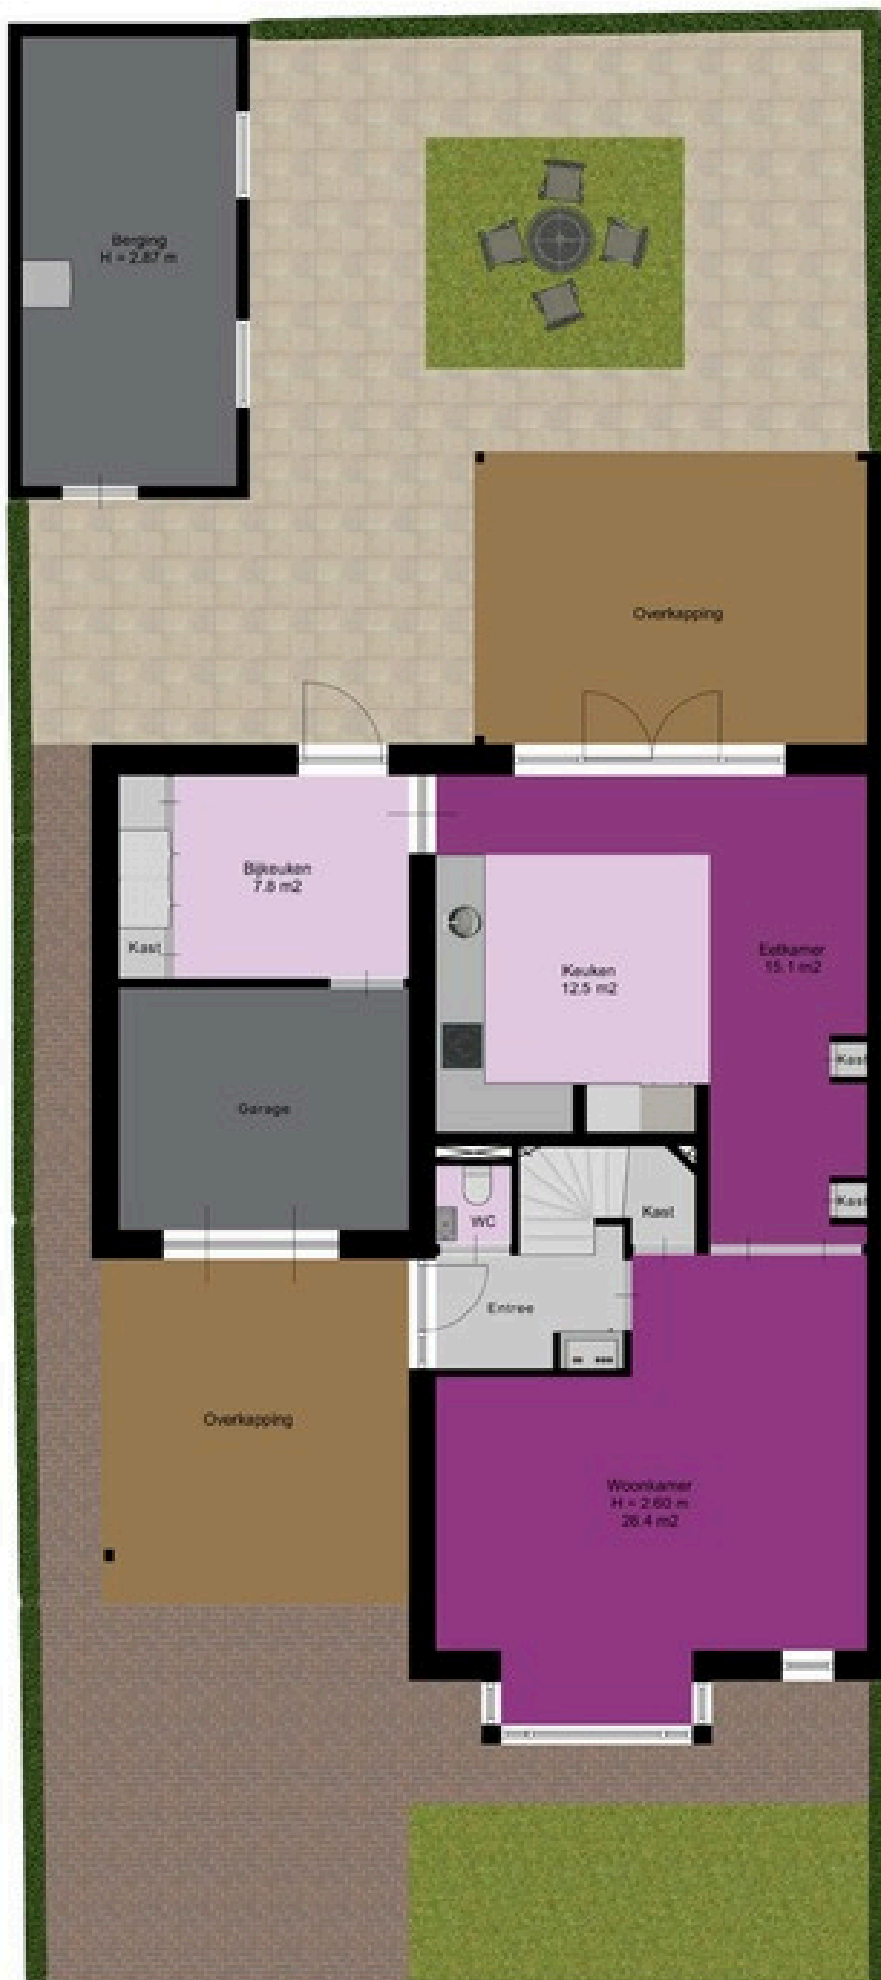 Berging
H = 2.87 m
Overkapping
Bijkeuken
7.8 m2
Kast
Eetkamer
15.1 m2
Keuken
12.5 m2
Kast
Garage
Kast
WC
Kast
Entree
Overkapping
Woonkamer
H = 2.60 m
28.4 m2